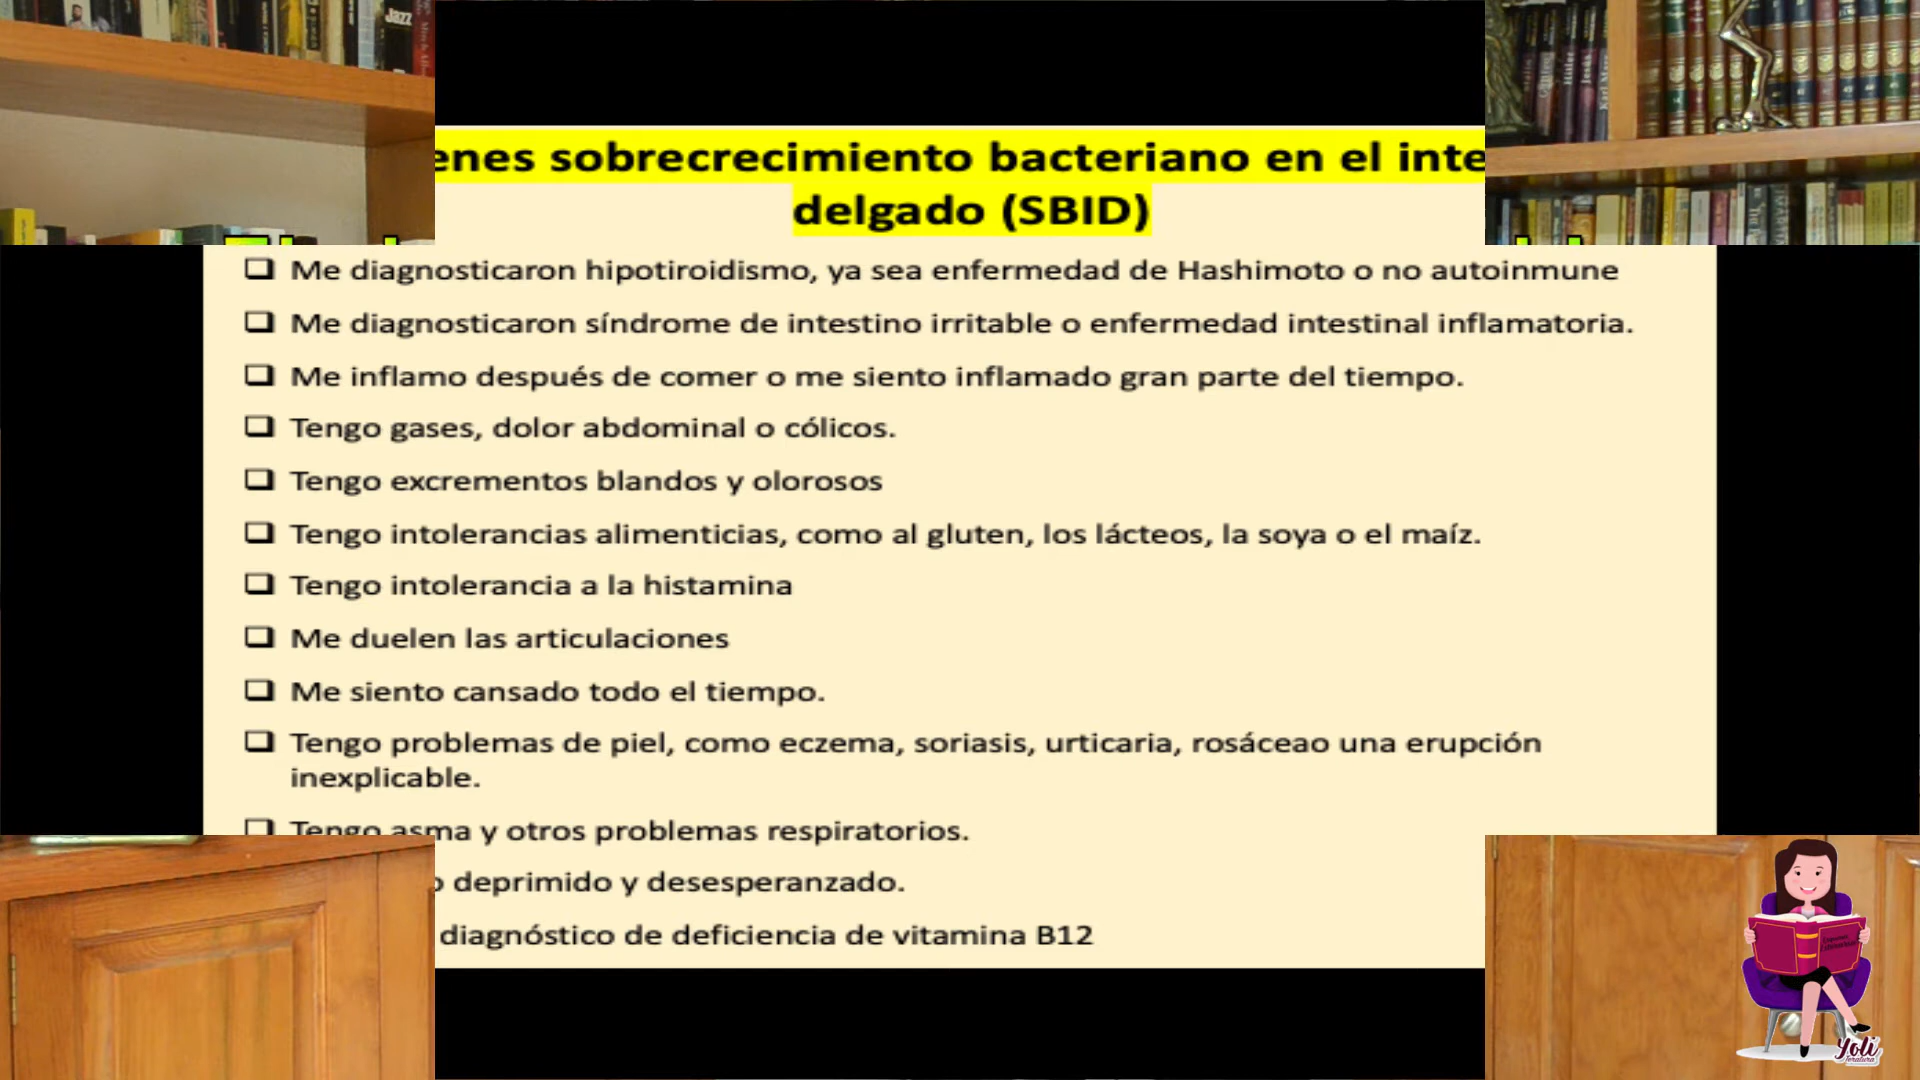 Jazz
enes sobrecrecimiento bacteriano en el inte
delgado (SBID)
❑ Me diagnosticaron hipotiroidismo, ya sea enfermedad de Hashimoto o no autoinmune
❑ Me diagnosticaron síndrome de intestino irritable o enfermedad intestinal inflamatoria.
❑ Me inflamo después de comer o me siento inflamado gran parte del tiempo.
❑ Tengo gases, dolor abdominal o cólicos.
❑ Tengo excrementos blandos y olorosos
❑ Tengo intolerancias alimenticias, como al gluten, los lácteos, la soya o el maíz.
❑ Tengo intolerancia a la histamina
❑ Me duelen las articulaciones
❑ Me siento cansado todo el tiempo.
❑ Tengo problemas de piel, como eczema, soriasis, urticaria, rosáceao una erupción
inexplicable.
❑ Tengo asma y otros problemas respiratorios.
o deprimido y desesperanzado.
diagnóstico de deficiencia de vitamina B12
Yoli